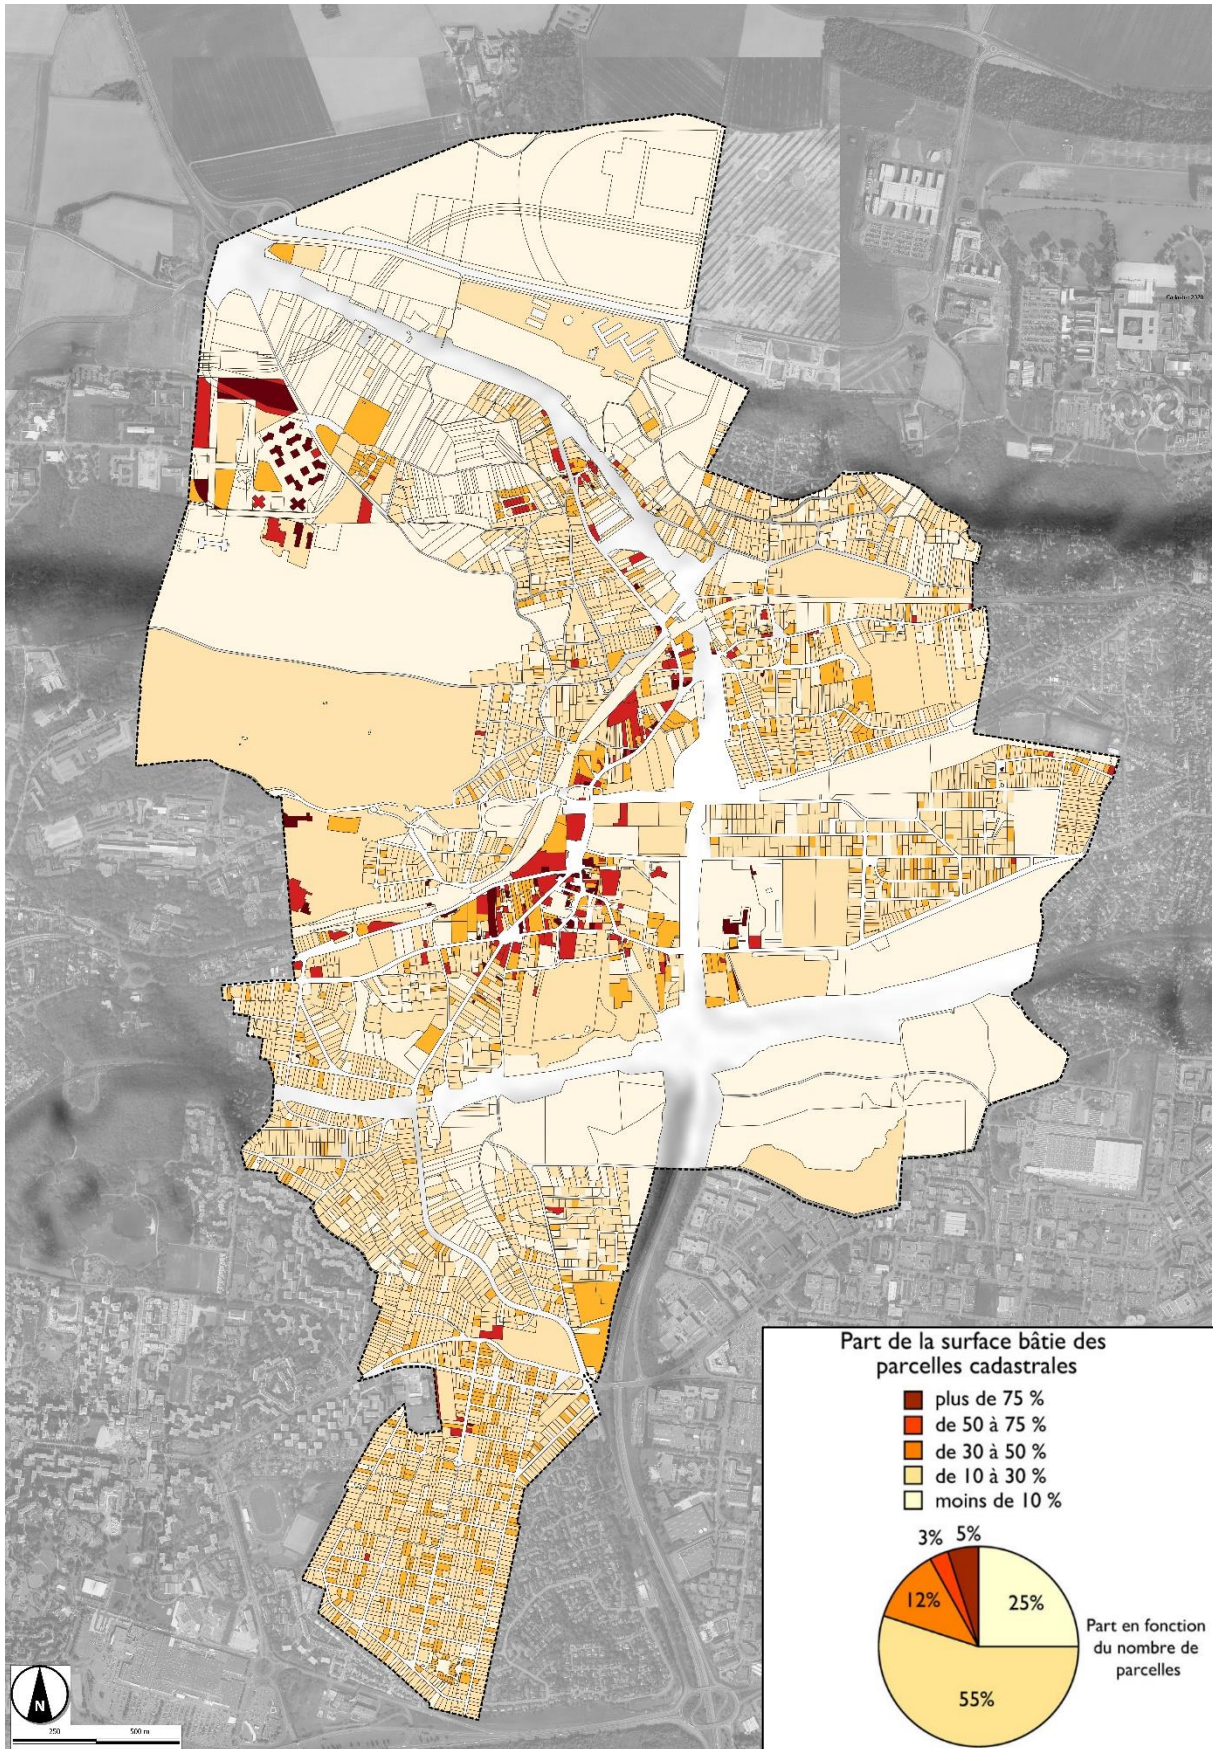 Part de la surface bâtie des
parcelles cadastrales
plus de 75 %
de 50 à 75 %
de 30 à 50 %
de 10 à 30 %
moins de 10 %
3%
5%
12%
25%
55%
Part en fonction
du nombre de
parcelles
N
250
500 m